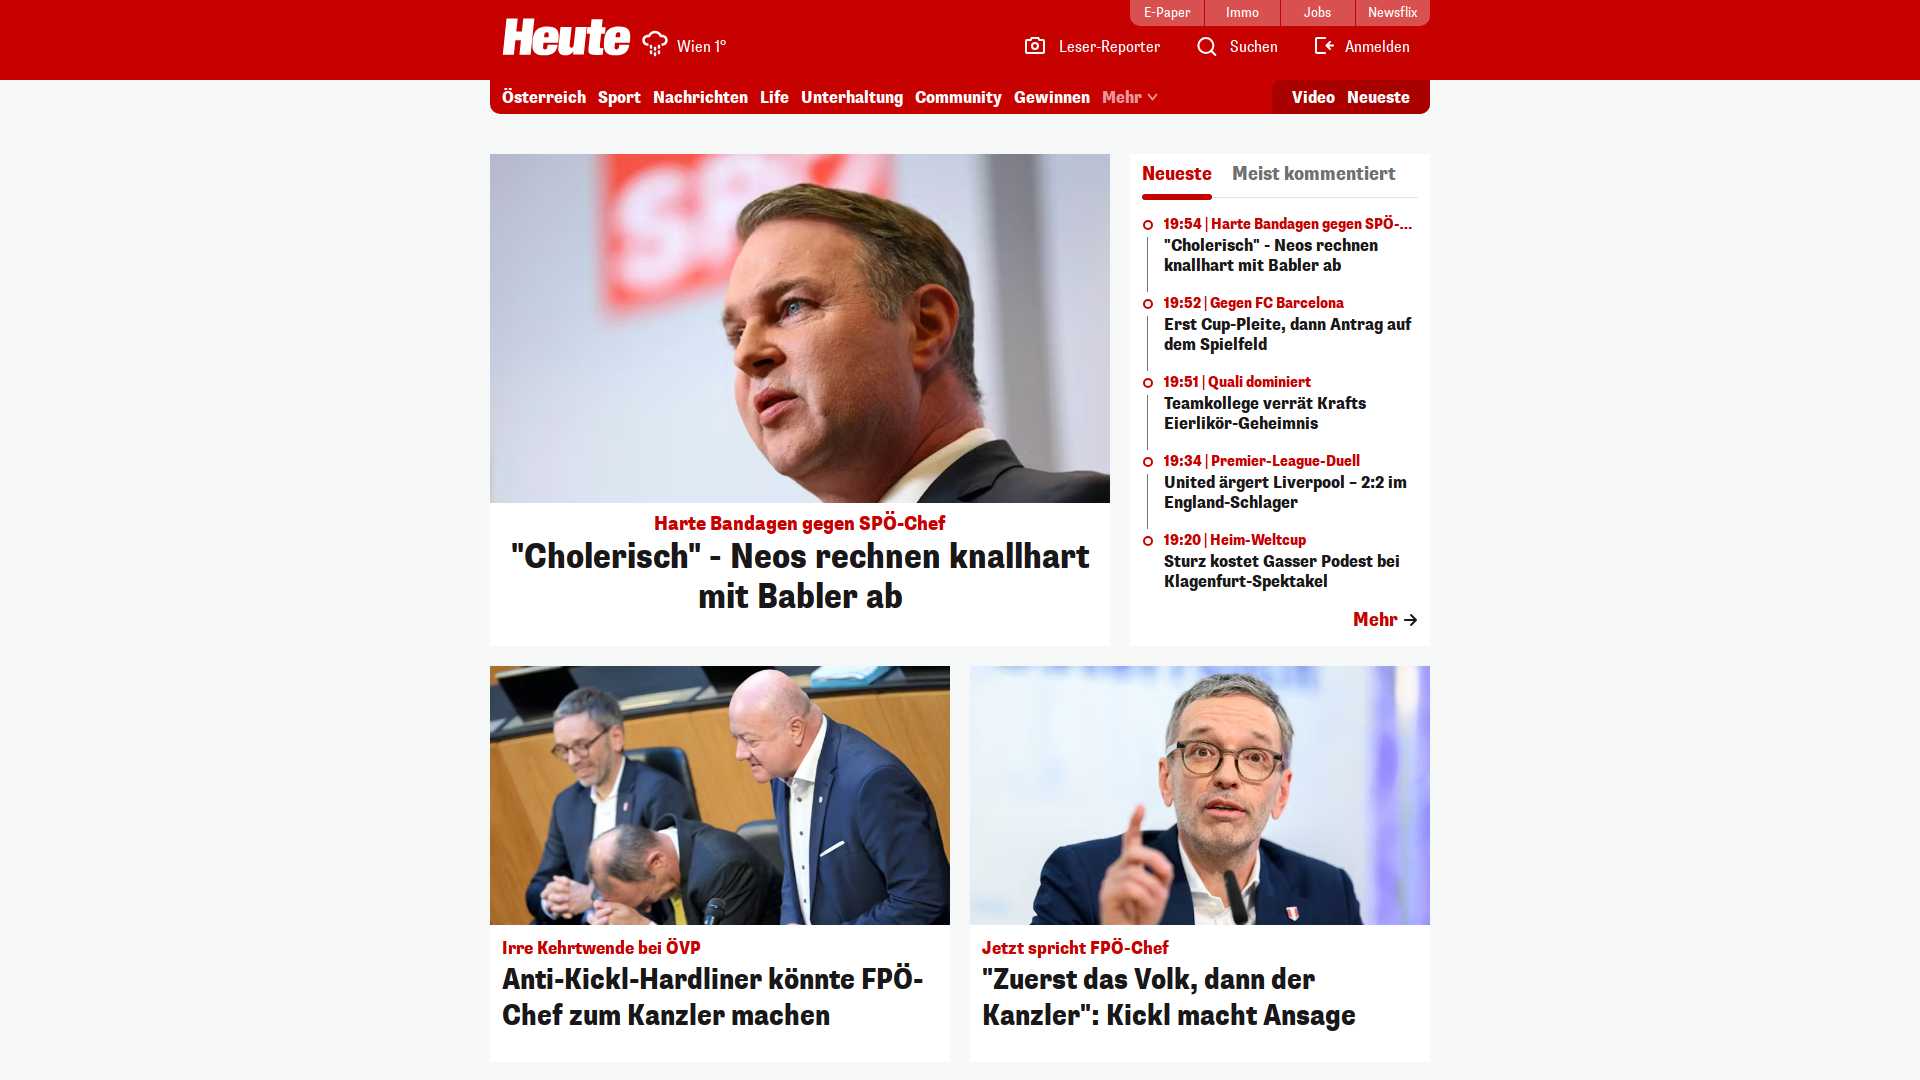 E-Paper
Immo
Jobs
Newsflix
Heute
Wien 1°
Leser-Reporter
Suchen
Anmelden
Österreich
Sport
Nachrichten
Life
Unterhaltung
Community
Gewinnen
Mehr
Video
Neueste
SPÖ
Harte Bandagen gegen SPÖ-Chef
"Cholerisch" - Neos rechnen knallhart
mit Babler ab
Neueste
Meist kommentiert
19:54 | Harte Bandagen gegen SPÖ-...
"Cholerisch" - Neos rechnen
knallhart mit Babler ab
19:52 | Gegen FC Barcelona
Erst Cup-Pleite, dann Antrag auf
dem Spielfeld
19:51 | Quali dominiert
Teamkollege verrät Krafts
Eierlikör-Geheimnis
19:34 | Premier-League-Duell
United ärgert Liverpool – 2:2 im
England-Schlager
19:20 | Heim-Weltcup
Sturz kostet Gasser Podest bei
Klagenfurt-Spektakel
Mehr
Irre Kehrtwende bei ÖVP
Anti-Kickl-Hardliner könnte FPÖ-
Chef zum Kanzler machen
Jetzt spricht FPÖ-Chef
"Zuerst das Volk, dann der
Kanzler": Kickl macht Ansage